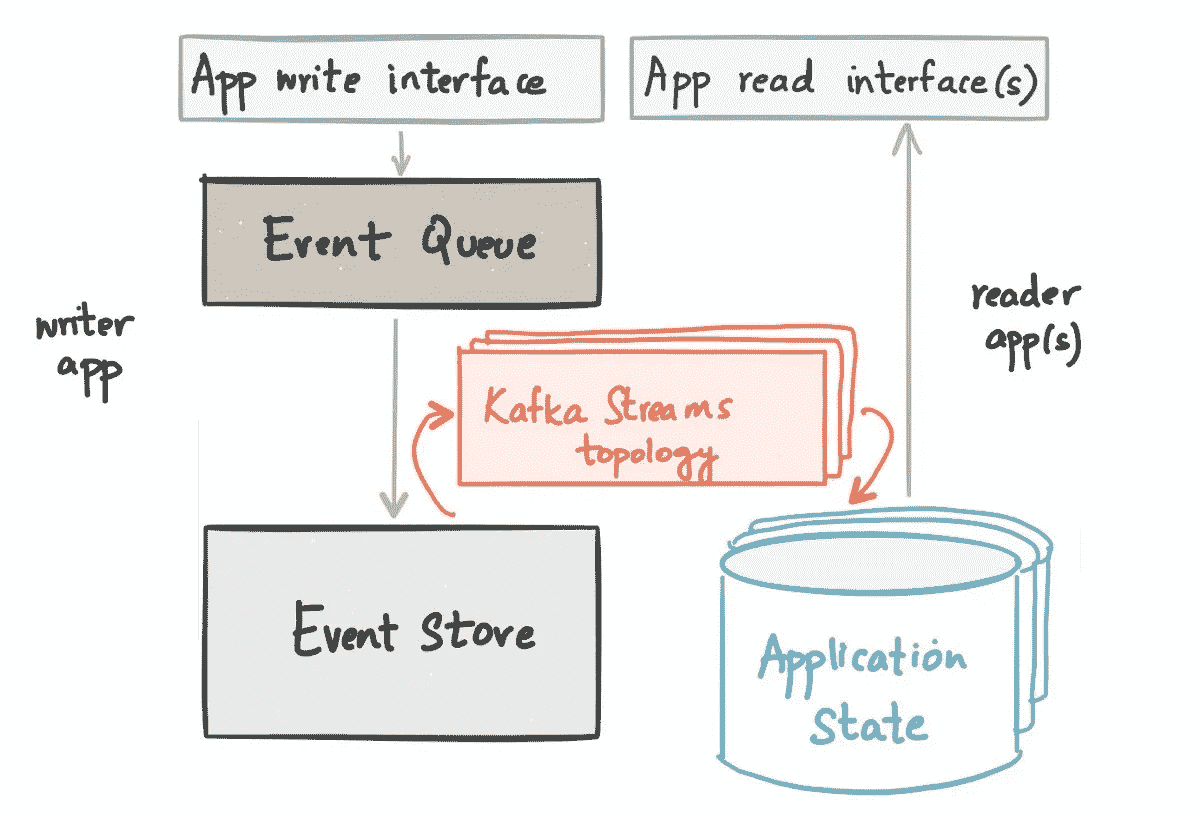 App write interface
App read interface(s)
Event Queue
writer
app
reader
app(s)
Kafka Streams
topology
Event Store
Application
State